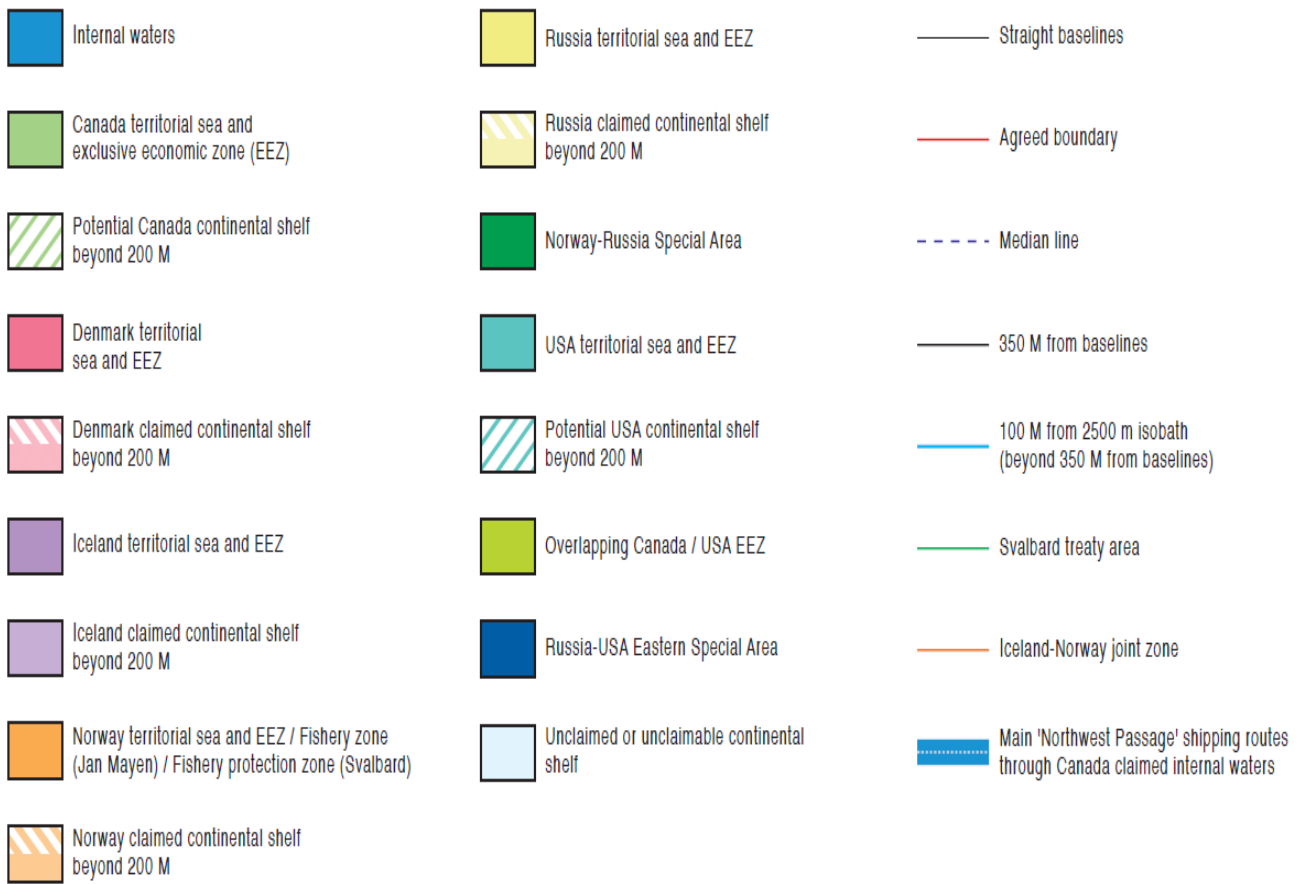 Internal waters
Canada territorial sea and
exclusive economic zone (EEZ)
Potential Canada continental shelf
beyond 200 M
Denmark territorial
sea and EEZ
Denmark claimed continental shelf
beyond 200 M
Iceland territorial sea and EEZ
Iceland claimed continental shelf
beyond 200 M
Norway territorial sea and EEZ / Fishery zone
(Jan Mayen) / Fishery protection zone (Svalbard)
Norway claimed continental shelf
beyond 200 M
Russia territorial sea and EEZ
Russia claimed continental shelf
beyond 200 M
Norway-Russia Special Area
USA territorial sea and EEZ
Potential USA continental shelf
beyond 200 M
Overlapping Canada / USA EEZ
Russia-USA Eastern Special Area
Unclaimed or unclaimable continental
shelf
Straight baselines
Agreed boundary
Median line
350 M from baselines
100 M from 2500 m isobath
(beyond 350 M from baselines)
Svalbard treaty area
Iceland-Norway joint zone
Main 'Northwest Passage' shipping routes
through Canada claimed internal waters